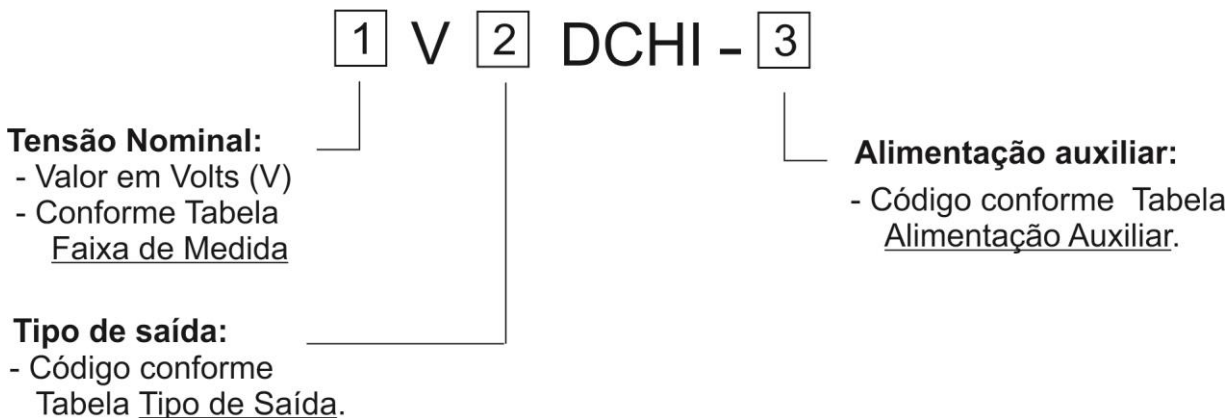 1 V 2 DCHI - 3
Tensão Nominal:
- Valor em Volts (V)
- Conforme Tabela
Faixa de Medida
Tipo de saída:
- Código conforme
Tabela Tipo de Saída.
Alimentação auxiliar:
- Código conforme Tabela
Alimentação Auxiliar.